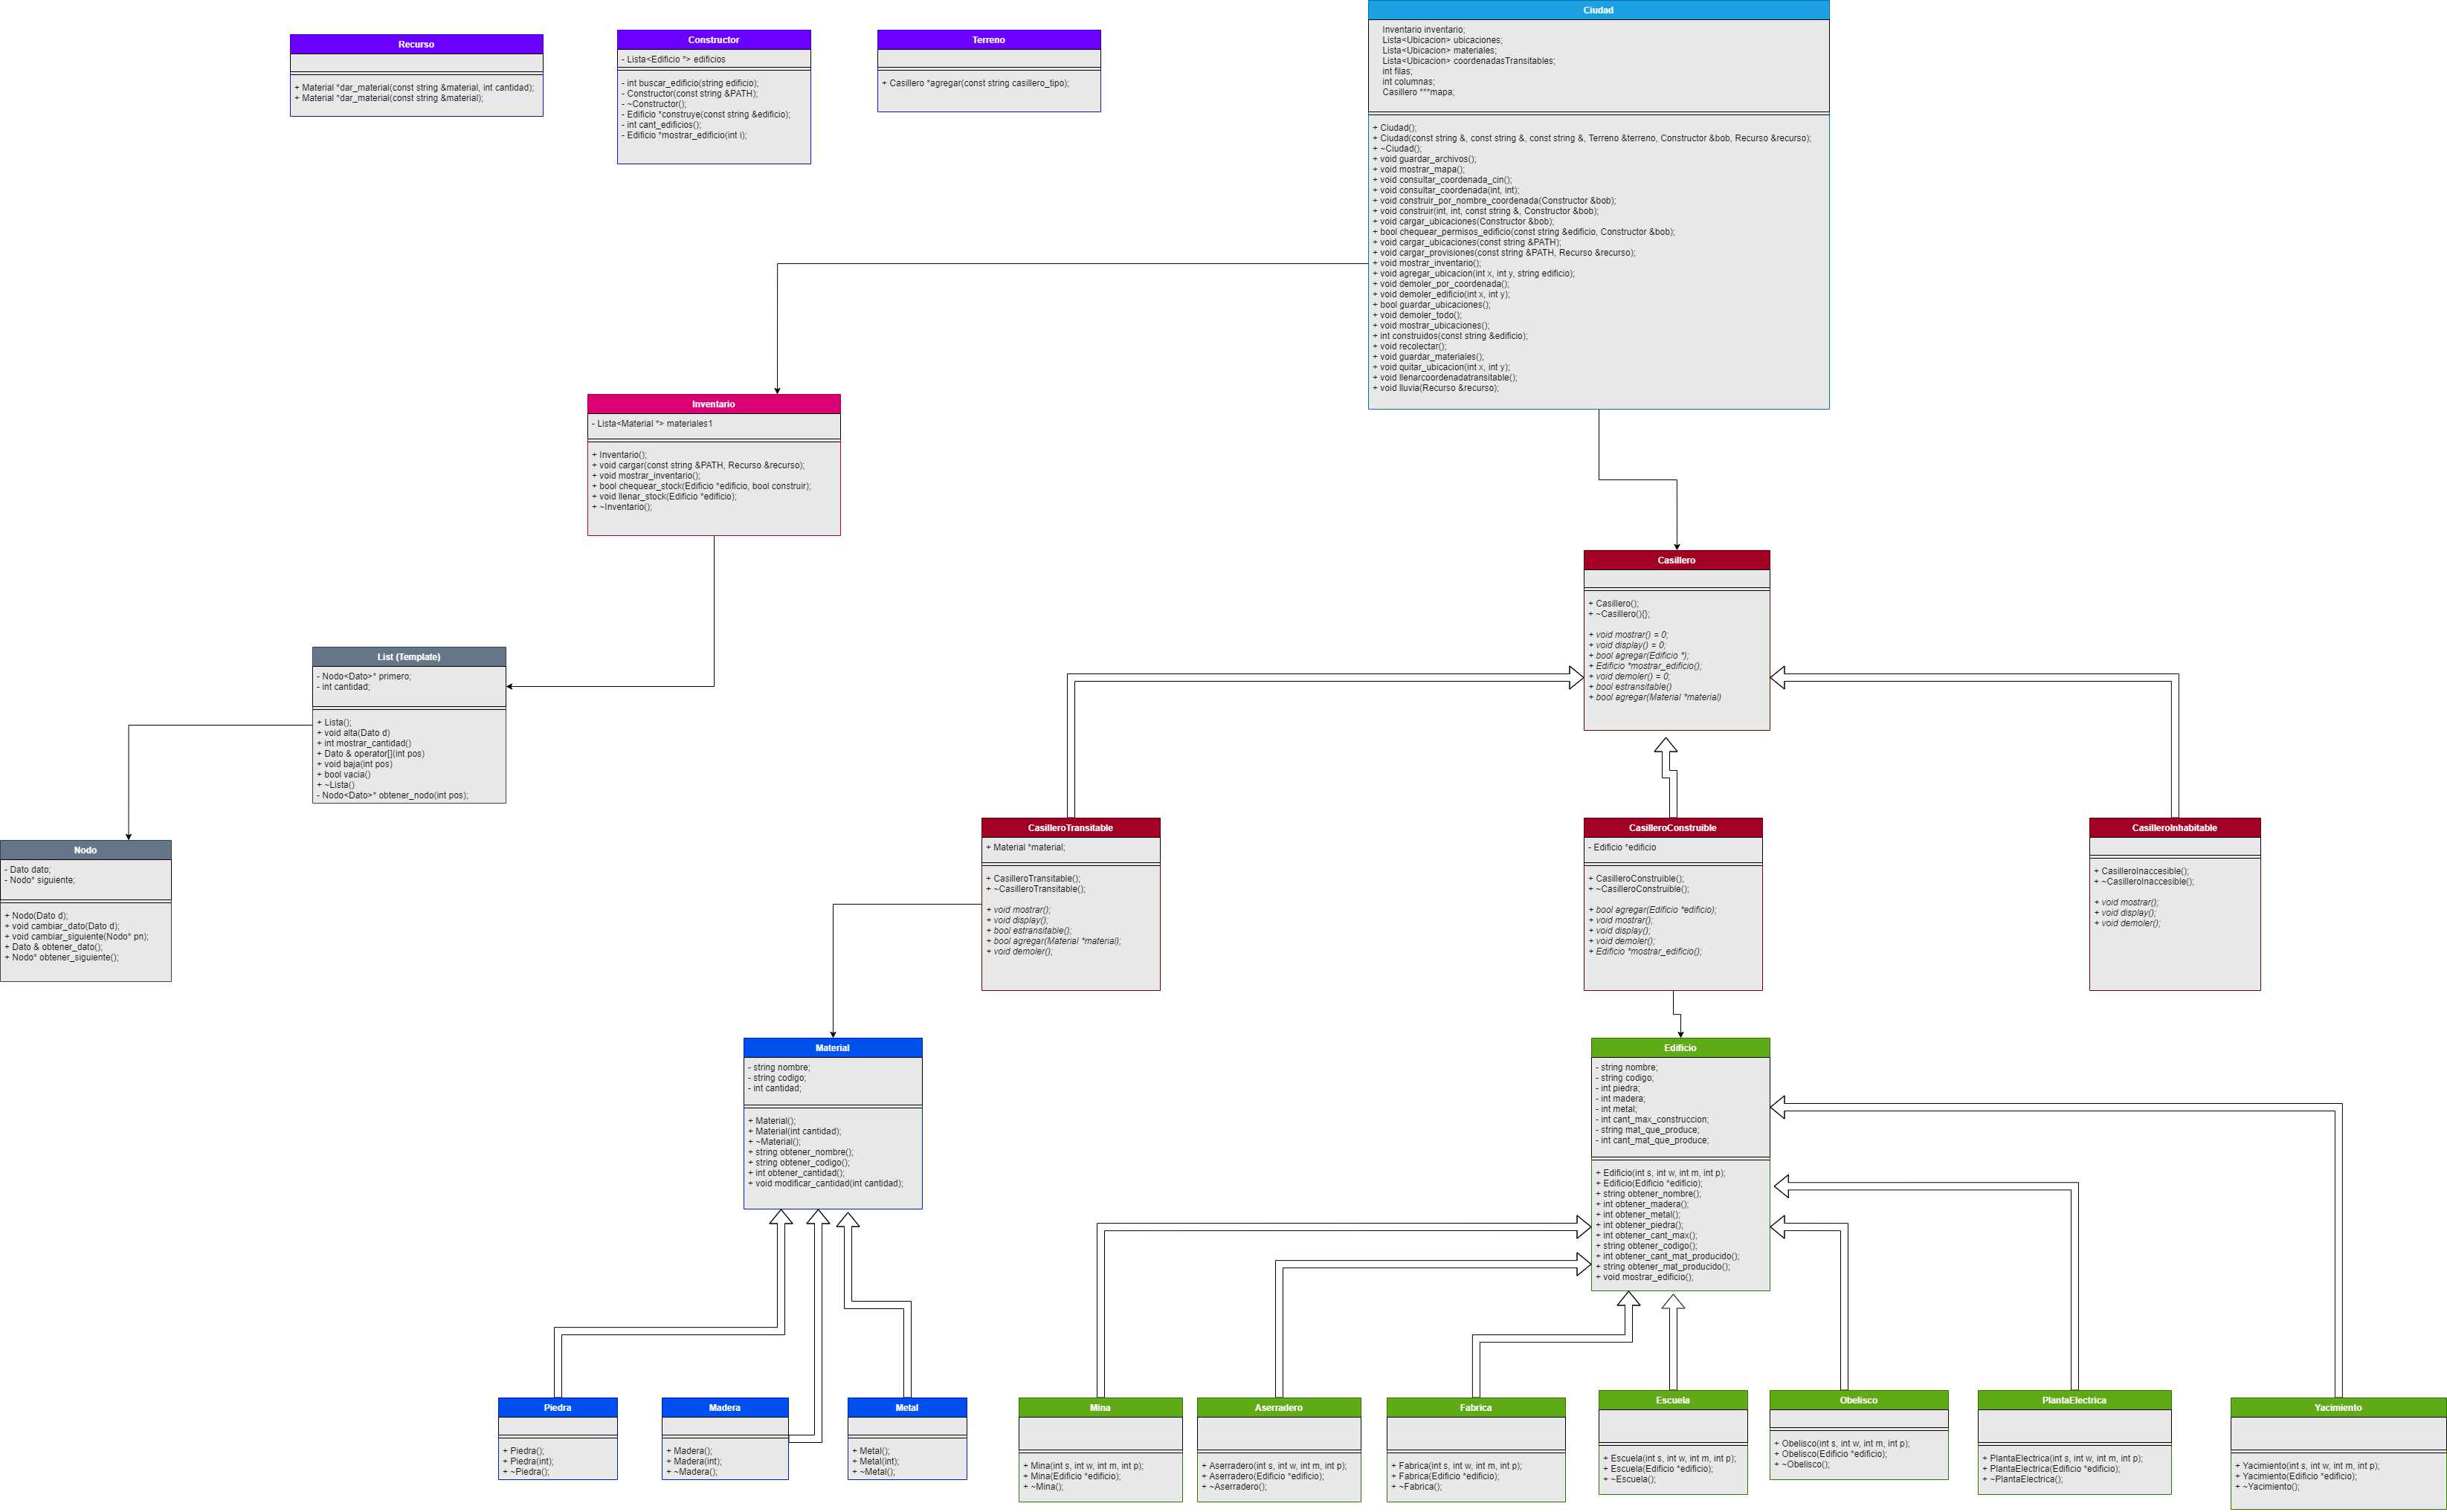 Recurso
+ Material *dar_material(const string &material, int cantidad);
+ Material *dar_material(const string &material);
Constructor
- Lista<Edificio *> edificios
- int buscar_edificio(string edificio);
- Constructor(const string &PATH);
- ~Constructor();
- Edificio *construye(const string &edificio);
- int cant_edificios();
- Edificio *mostrar_edificio(int i);
Terreno
+ Casillero *agregar(const string casillero_tipo);
Ciudad
Inventario inventario;
Lista<Ubicacion> ubicaciones;
Lista<Ubicacion> materiales;
Lista<Ubicacion> coordenadasTransitables;
int filas;
int columnas;
Casillero ***mapa;
+ Ciudad();
+ Ciudad(const string &, const string &, const string &, Terreno &terreno, Constructor &bob, Recurso &recurso);
+ ~Ciudad();
+ void guardar_archivos();
+ void mostrar_mapa();
+ void consultar_coordenada_cin();
+ void consultar_coordenada(int, int);
+ void construir_por_nombre_coordenada(Constructor &bob);
+ void construir(int, int, const string &, Constructor &bob);
+ void cargar_ubicaciones(Constructor &bob);
+ bool chequear_permisos_edificio(const string &edificio, Constructor &bob);
+ void cargar_ubicaciones(const string &PATH);
+ void cargar_provisiones(const string &PATH, Recurso &recurso);
+ void mostrar_inventario();
+ void agregar_ubicacion(int x, int y, string edificio);
+ void demoler_por_coordenada();
+ void demoler_edificio(int x, int y);
+ bool guardar_ubicaciones();
+ void demoler_todo();
+ void mostrar_ubicaciones();
+ int construidos(const string &edificio);
+ void recolectar();
+ void guardar_materiales();
+ void quitar_ubicacion(int x, int y);
+ void llenarcoordenadatransitable();
+ void lluvia(Recurso &recurso);
Inventario
- Lista<Material *> materiales1
+ Inventario();
+ void cargar(const string &PATH, Recurso &recurso);
+ void mostrar_inventario();
+ bool chequear_stock(Edificio *edificio, bool construir);
+ void llenar_stock(Edificio *edificio);
+ ~Inventario();
Casillero
+ Casillero();
+ ~Casillero(){};
+ void mostrar() = 0;
+ void display() = 0;
+ bool agregar(Edificio *);
+ Edificio *mostrar_edificio();
+ void demoler() = 0;
+ bool estransitable()
+ bool agregar(Material *material)
List (Template)
- Nodo<Dato>* primero;
- int cantidad;
+ Lista();
+ void alta(Dato d)
+ int mostrar_cantidad()
+ Dato & operator[](int pos)
+ void baja(int pos)
+ bool vacia()
+ ~Lista()
- Nodo<Dato>* obtener_nodo(int pos);
Nodo
- Dato dato;
- Nodo* siguiente;
+ Nodo(Dato d);
+ void cambiar_dato(Dato d);
+ void cambiar_siguiente(Nodo* pn);
+ Dato & obtener_dato();
+ Nodo* obtener_siguiente();
CasilleroTransitable
+ Material *material;
+ CasilleroTransitable();
+ ~CasilleroTransitable();
+ void mostrar();
+ void display();
+ bool estransitable();
+ bool agregar(Material *material);
+ void demoler();
CasilleroConstruible
- Edificio *edificio
+ CasilleroConstruible();
+ ~CasilleroConstruible();
+ bool agregar(Edificio *edificio);
+ void mostrar();
+ void display();
+ void demoler();
+ Edificio *mostrar_edificio();
CasilleroInhabitable
+ CasilleroInaccesible();
+ ~CasilleroInaccesible();
+ void mostrar();
+ void display();
+ void demoler();
Material
- string nombre;
- string codigo;
- int cantidad;
+ Material();
+ Material(int cantidad);
+ ~Material();
+ string obtener_nombre();
+ string obtener_codigo();
+ int obtener_cantidad();
+ void modificar_cantidad(int cantidad);
Edificio
- string nombre;
- string codigo;
- int piedra;
- int madera;
- int metal;
- int cant_max_construccion;
- string mat_que_produce;
- int cant_mat_que_produce;
+ Edificio(int s, int w, int m, int p);
+ Edificio(Edificio *edificio);
+ string obtener_nombre();
+ int obtener_madera();
+ int obtener_metal();
+ int obtener_piedra();
+ int obtener_cant_max();
+ string obtener_codigo();
+ int obtener_cant_mat_producido();
+ string obtener_mat_producido();
+ void mostrar_edificio();
Piedra
+ Piedra();
+ Piedra(int);
+ ~Piedra();
Madera
+ Madera();
+ Madera(int);
+ ~Madera();
Metal
+ Metal();
+ Metal(int);
+ ~Metal();
Mina
+ Mina(int s, int w, int m, int p);
+ Mina(Edificio *edificio);
+ ~Mina();
Aserradero
+ Aserradero(int s, int w, int m, int p);
+ Aserradero(Edificio *edificio);
+ ~Aserradero();
Fabrica
+ Fabrica(int s, int w, int m, int p);
+ Fabrica(Edificio *edificio);
+ ~Fabrica();
Escuela
+ Escuela(int s, int w, int m, int p);
+ Escuela(Edificio *edificio);
+ ~Escuela();
Obelisco
+ Obelisco(int s, int w, int m, int p);
+ Obelisco(Edificio *edificio);
+ ~Obelisco();
PlantaElectrica
+ PlantaElectrica(int s, int w, int m, int p);
+ PlantaElectrica(Edificio *edificio);
+ ~PlantaElectrica();
Yacimiento
+ Yacimiento(int s, int w, int m, int p);
+ Yacimiento(Edificio *edificio);
+ ~Yacimiento();